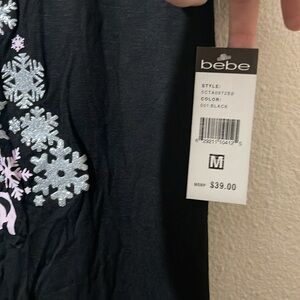 bebe
STYLE:
COLOR:
001 BLACK
M
MSRP $39.00